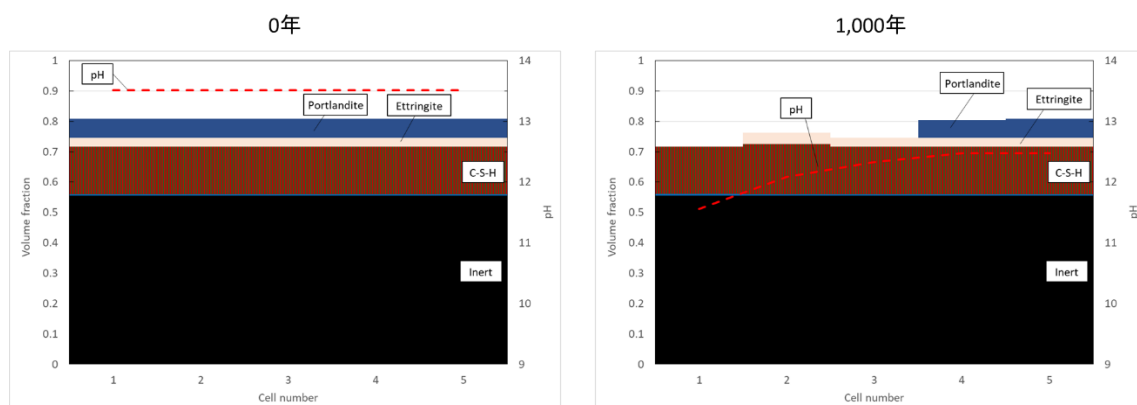 0年
1,000年
1
0.9
0.8
0.7
0.6
0.5
0.4
0.3
0.2
0.1
0
Volume fraction
pH
Portlandite
Ettringite
C-S-H
Inert
14
13
12
11
10
9
pH
1 2 3 4 5
Cell number
1
0.9
0.8
0.7
0.6
0.5
0.4
0.3
0.2
0.1
0
Volume fraction
pH
Portlandite
Ettringite
C-S-H
Inert
14
13
12
11
10
9
pH
1 2 3 4 5
Cell number